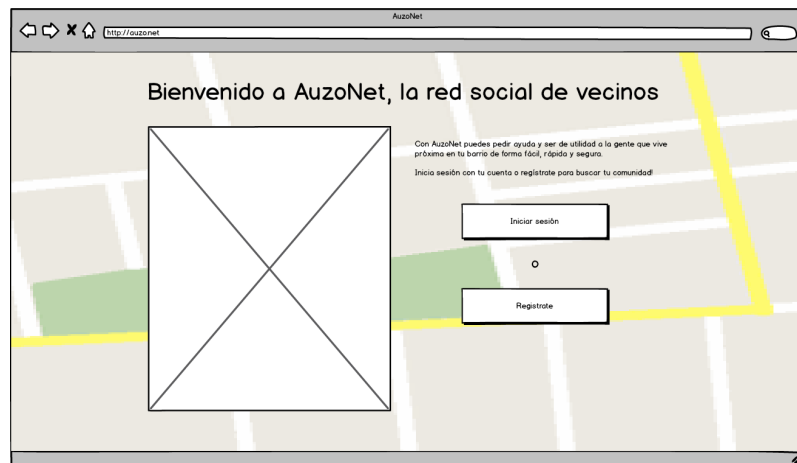 AuzoNet
http://auzonet
Bienvenido a AuzoNet, la red social de vecinos
Con AuzoNet puedes pedir ayuda y ser de utilidad a la gente que vive
próxima en tu barrio de forma fácil, rápida y segura.
Inicia sesión con tu cuenta o regístrate para buscar tu comunidad!
Iniciar sesión
o
Registrate